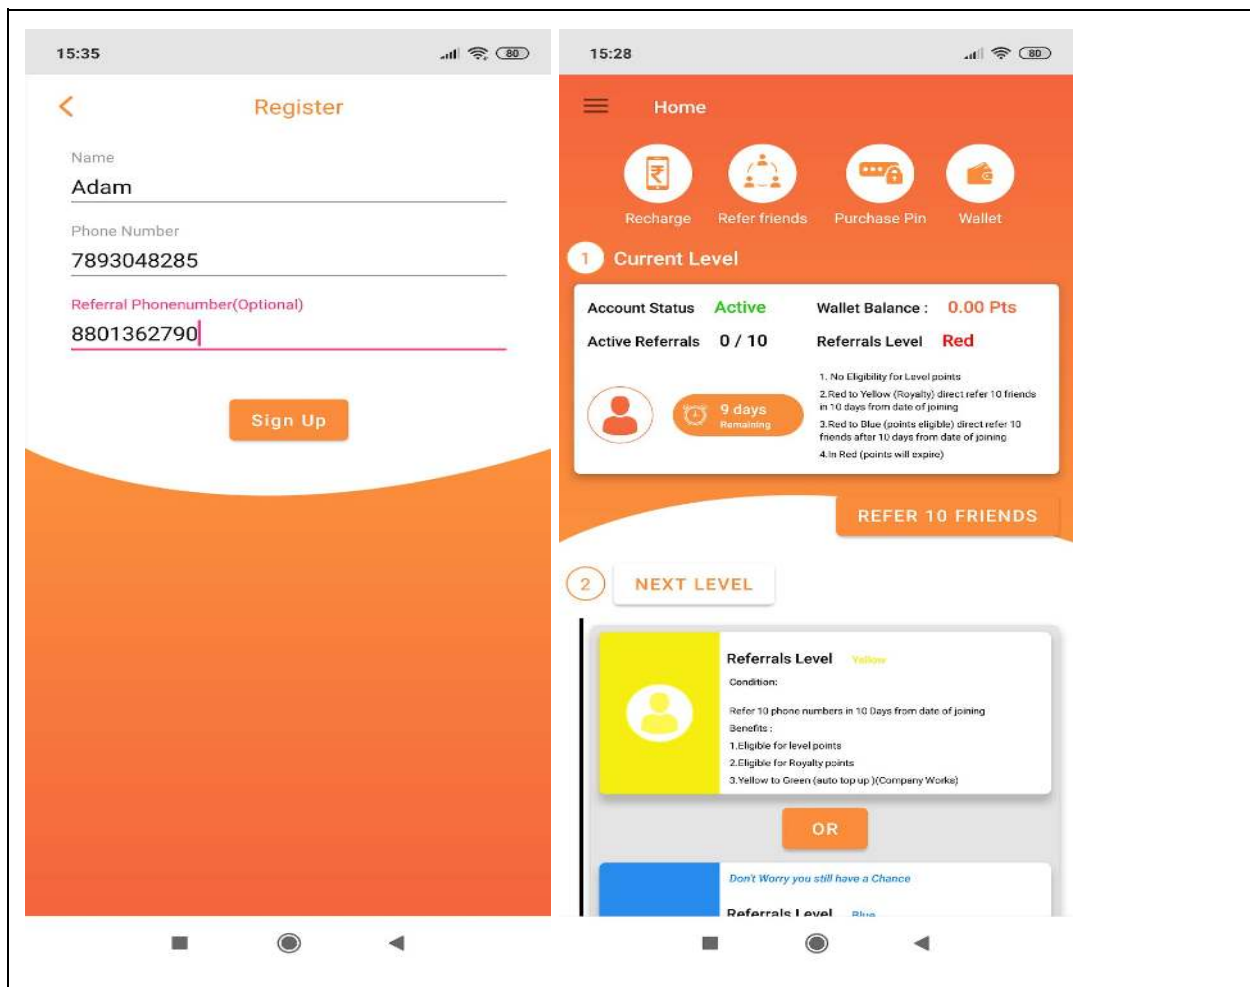 15:35
80
Register
Name
Adam
Phone Number
7893048285
Referral Phonenumber(Optional)
8801362790
Sign Up
15:28
80
Home
Recharge Refer friends Purchase Pin Wallet
1 Current Level
Account Status Active Wallet Balance : 0.00 Pts
Active Referrals 0 / 10 Referrals Level Red
9 days
Remaining
1. No Eligibility for Level points
2.Red to Yellow (Royalty) direct refer 10 friends
in 10 days from date of joining
3.Red to Blue (points eligible) direct refer 10
friends after 10 days from date of joining
4.In Red (points will expire)
REFER 10 FRIENDS
2 NEXT LEVEL
Referrals Level Yellow
Condition:
Refer 10 phone numbers in 10 Days from date of joining
Benefits :
1.Eligible for level points
2.Eligible for Royalty points
3.Yellow to Green (auto top up )(Company Works)
OR
Don't Worry you still have a Chance
Referrals Level Blue